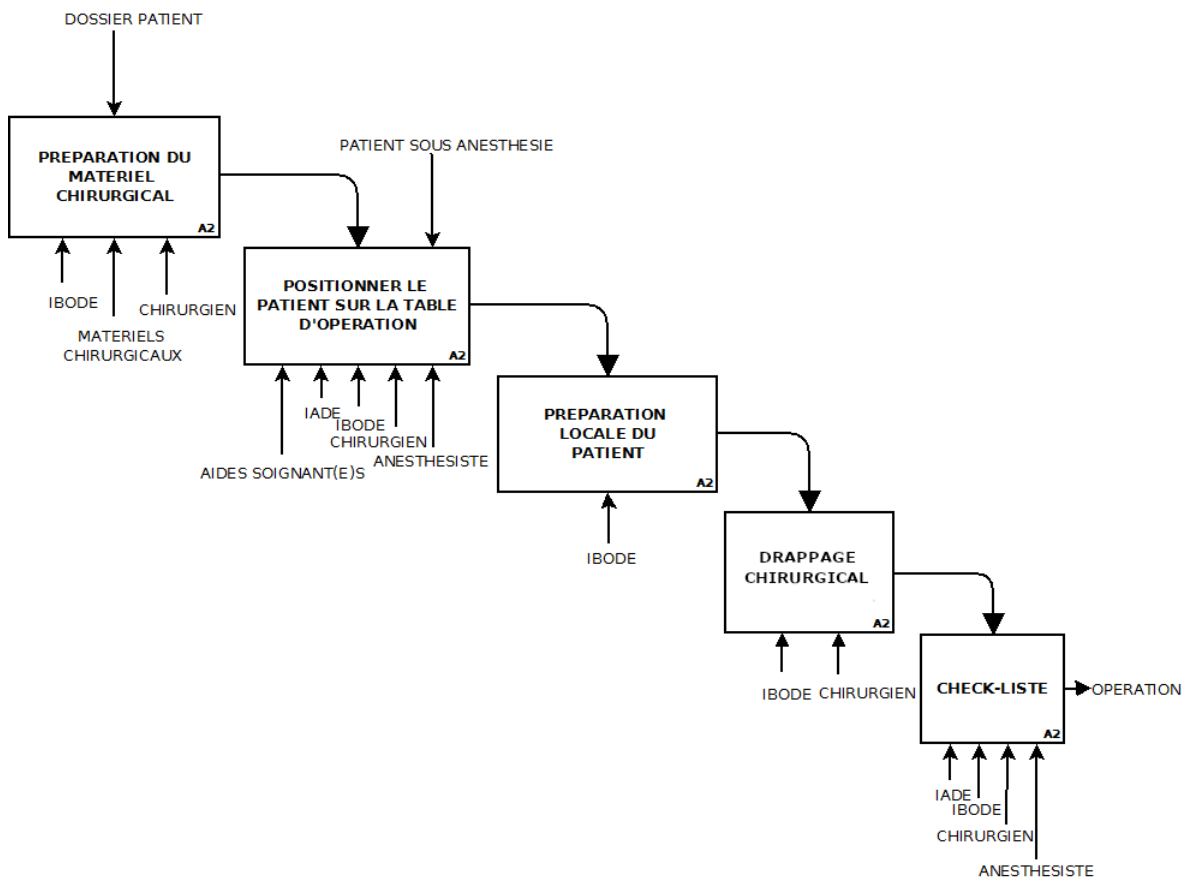 DOSSIER PATIENT
PREPARATION DU
MATERIEL
CHIRURGICAL
A2
IBODE
MATERIELS
CHIRURGICAUX
CHIRURGIEN
PATIENT SOUS ANESTHESIE
POSITIONNER LE
PATIENT SUR LA TABLE
D'OPERATION
A2
AIDES SOIGNANT(E)S
IADE
IBODE
CHIRURGIEN
ANESTHESISTE
PREPARATION
LOCALE DU
PATIENT
A2
IBODE
DRAPPAGE
CHIRURGICAL
A2
IBODE
CHIRURGIEN
CHECK-LISTE
A2
OPERATION
IADE
IBODE
CHIRURGIEN
ANESTHESISTE